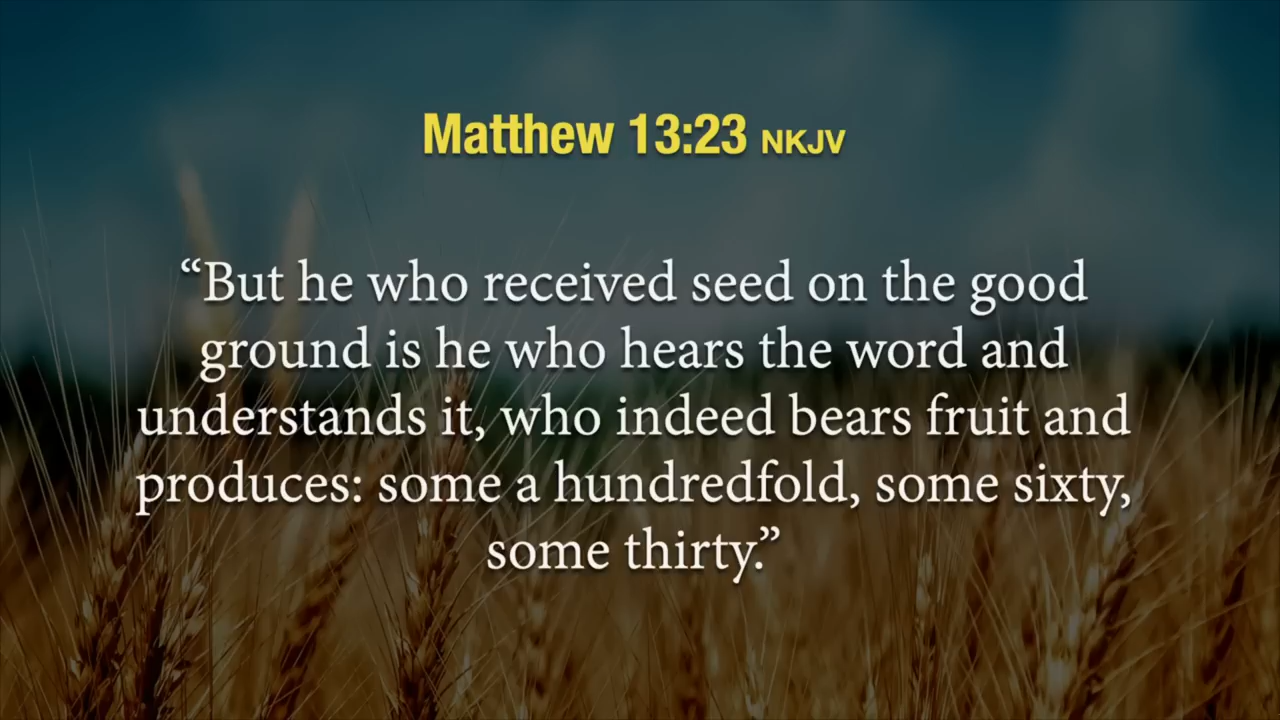 Matthew 13:23 NKJV
“But he who received seed on the good
ground is he who hears the word and
understands it, who indeed bears fruit and
produces: some a hundredfold, some sixty,
some thirty.”